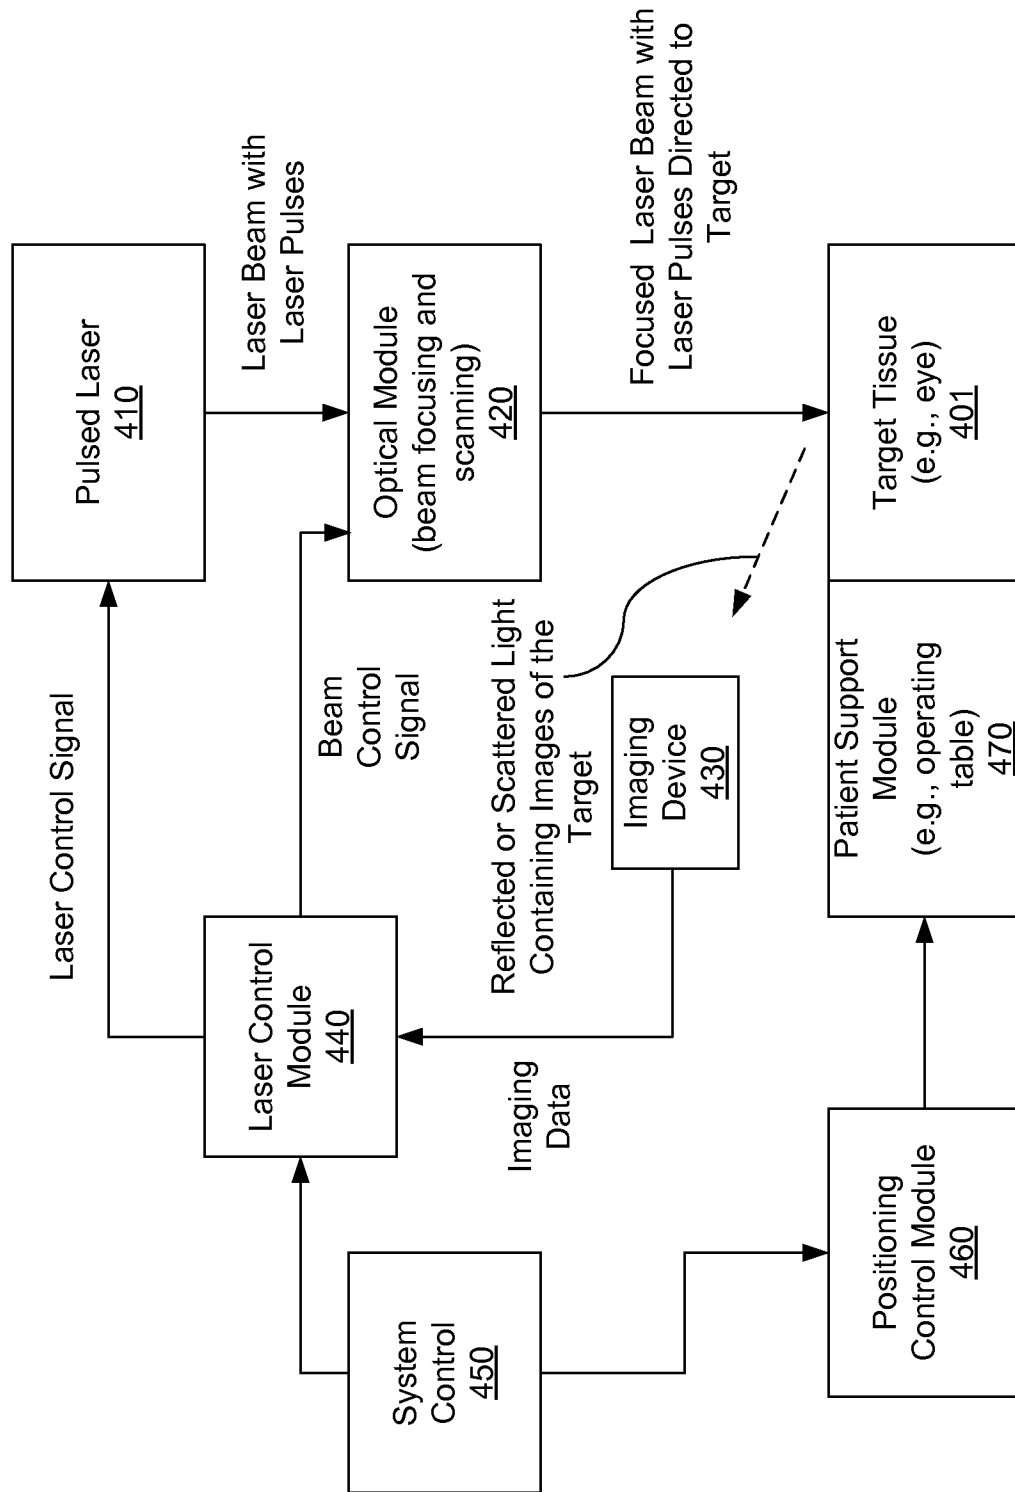 Pulsed Laser
410
Laser Control Signal
Laser Beam with
Laser Pulses
Laser Control
Module
440
Beam
Control
Signal
Optical Module
(beam focusing and
scanning)
420
System
Control
450
Imaging
Data
Reflected or Scattered Light
Containing Images of the
Target
Imaging
Device
430
Focused Laser Beam with
Laser Pulses Directed to
Target
Positioning
Control Module
460
Patient Support
Module
(e.g., operating
table)
470
Target Tissue
(e.g., eye)
401